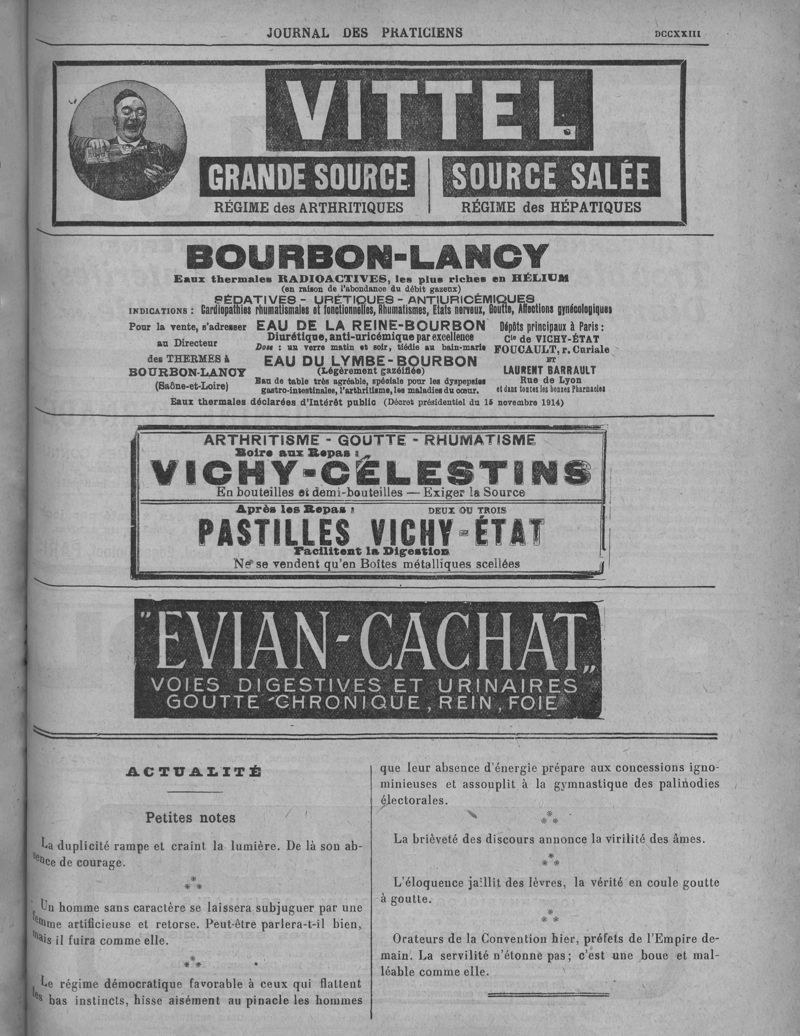 JOURNAL DES PRATICIENS
DCCXXIII
VITTEL
GRANDE SOURCE
RÉGIME des ARTHRITIQUES
SOURCE SALÉE
RÉGIME des HÉPATIQUES
BOURBON-LANCY
Eaux thermales RADIOACTIVES, les plus riches en HÉLIUM
(en raison de l'abondance du débit gazeux)
SÉDATIVES - URÉTIQUES - ANTIURICÉMIQUES
INDICATIONS : Cardiopathies rhumatismales et fonctionnelles, Rhumatismes, Etats nerveux, Goutte, Affections gynécologiques
Pour la vente, s'adresser
au Directeur
des THERMES à
BOURBON-LANCY
(Saône-et-Loire)
EAU DE LA REINE-BOURBON
Diurétique, anti-uricémique par excellence
Dose : un verre matin et soir, tiédie au bain-marie
EAU DU LYMBE-BOURBON
(Légèrement gazéifiée)
Eau de table très agréable, spéciale pour les dyspepsies
gastro-intestinales, l'arthritisme, les maladies du cœur.
Dépôts principaux à Paris :
Cie de VICHY-ÉTAT
FOUCAULT, r. Curiale
ET
LAURENT BARRAULT
Rue de Lyon
et dans toutes les bonnes Pharmacies
Eaux thermales déclarées d'Intérêt public (Décret présidentiel du 15 novembre 1914)
ARTHRITISME - GOUTTE - RHUMATISME
Boire aux Repas :
VICHY-CÉLESTINS
En bouteilles et demi-bouteilles — Exiger la Source
Après les Repas : DEUX OU TROIS
PASTILLES VICHY-ÉTAT
Facilitent la Digestion
Ne se vendent qu'en Boîtes métalliques scellées
"EVIAN-CACHAT„
VOIES DIGESTIVES ET URINAIRES
GOUTTE CHRONIQUE, REIN, FOIE
ACTUALITÉ
Petites notes
La duplicité rampe et craint la lumière. De là son ab-
sence de courage.
*
* *
Un homme sans caractère se laissera subjuguer par une
femme artificieuse et retorse. Peut-être parlera-t-il bien,
mais il fuira comme elle.
*
* *
Le régime démocratique favorable à ceux qui flattent
les bas instincts, hisse aisément au pinacle les hommes
que leur absence d'énergie prépare aux concessions igno-
minieuses et assouplit à la gymnastique des palinodies
électorales.
*
* *
La brièveté des discours annonce la virilité des âmes.
*
* *
L'éloquence jaillit des lèvres, la vérité en coule goutte
à goutte.
*
* *
Orateurs de la Convention hier, préfets de l'Empire de-
main. La servilité n'étonne pas ; c'est une boue et mal-
léable comme elle.